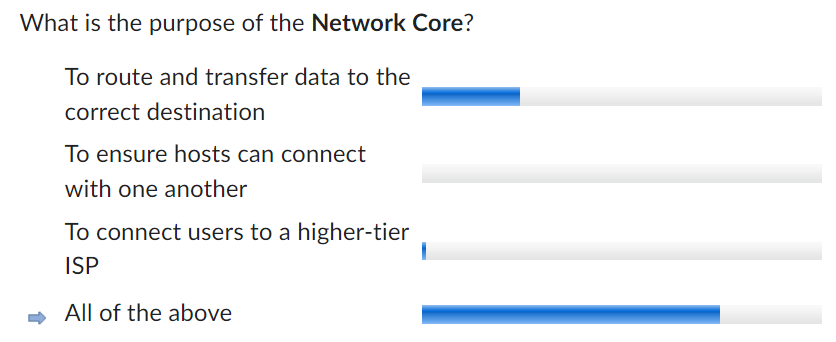 What is the purpose of the Network Core?
To route and transfer data to the
correct destination
To ensure hosts can connect
with one another
To connect users to a higher-tier
ISP
All of the above